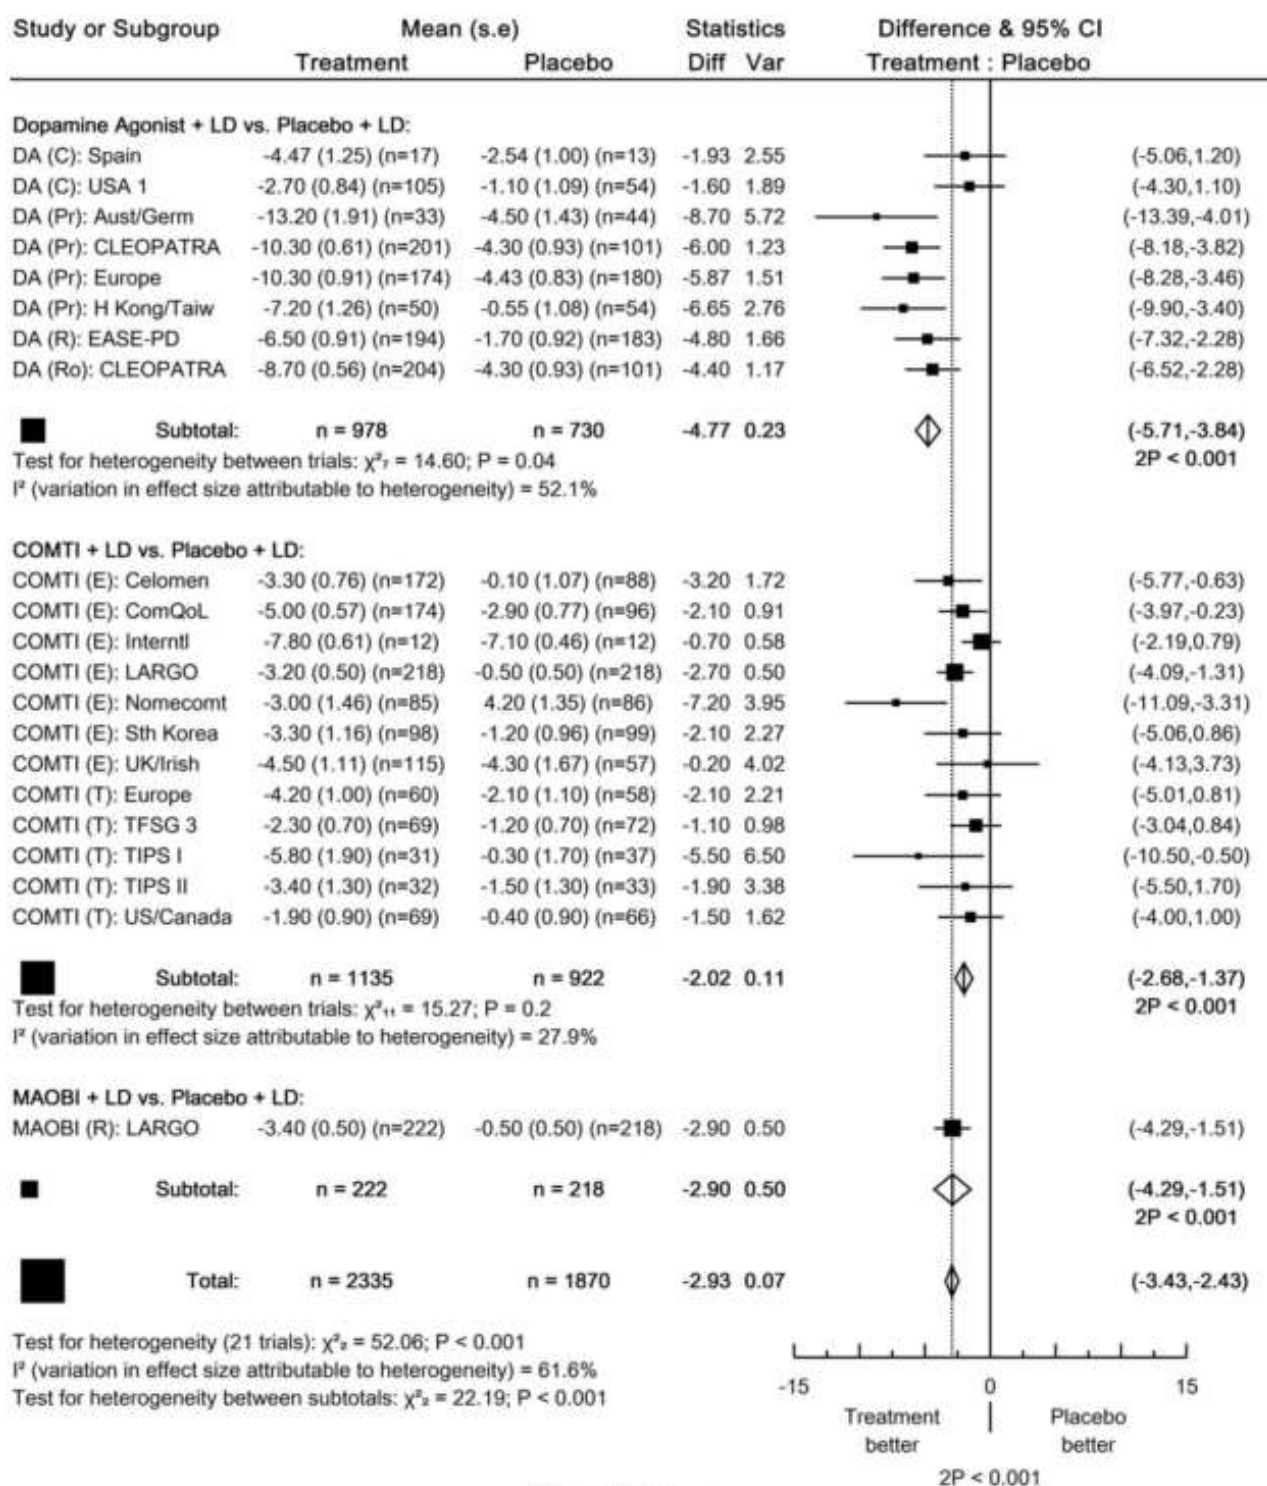 Study or Subgroup Mean (s.e) Statistics Difference & 95% CI
Treatment Placebo Diff Var Treatment : Placebo
Dopamine Agonist + LD vs. Placebo + LD:
DA (C): Spain -4.47 (1.25) (n=17) -2.54 (1.00) (n=13) -1.93 2.55 (-5.06,1.20)
DA (C): USA 1 -2.70 (0.84) (n=105) -1.10 (1.09) (n=54) -1.60 1.89 (-4.30,1.10)
DA (Pr): Aust/Germ -13.20 (1.91) (n=33) -4.50 (1.43) (n=44) -8.70 5.72 (-13.39,-4.01)
DA (Pr): CLEOPATRA -10.30 (0.61) (n=201) -4.30 (0.93) (n=101) -6.00 1.23 (-8.18,-3.82)
DA (Pr): Europe -10.30 (0.91) (n=174) -4.43 (0.83) (n=180) -5.87 1.51 (-8.28,-3.46)
DA (Pr): H Kong/Taiw -7.20 (1.26) (n=50) -0.55 (1.08) (n=54) -6.65 2.76 (-9.90,-3.40)
DA (R): EASE-PD -6.50 (0.91) (n=194) -1.70 (0.92) (n=183) -4.80 1.66 (-7.32,-2.28)
DA (Ro): CLEOPATRA -8.70 (0.56) (n=204) -4.30 (0.93) (n=101) -4.40 1.17 (-6.52,-2.28)
Subtotal: n = 978 n = 730 -4.77 0.23 (-5.71,-3.84)
Test for heterogeneity between trials: χ²₇ = 14.60; P = 0.04 2P < 0.001
I² (variation in effect size attributable to heterogeneity) = 52.1%
COMTI + LD vs. Placebo + LD:
COMTI (E): Celomen -3.30 (0.76) (n=172) -0.10 (1.07) (n=88) -3.20 1.72 (-5.77,-0.63)
COMTI (E): ComQoL -5.00 (0.57) (n=174) -2.90 (0.77) (n=96) -2.10 0.91 (-3.97,-0.23)
COMTI (E): Interntl -7.80 (0.61) (n=12) -7.10 (0.46) (n=12) -0.70 0.58 (-2.19,0.79)
COMTI (E): LARGO -3.20 (0.50) (n=218) -0.50 (0.50) (n=218) -2.70 0.50 (-4.09,-1.31)
COMTI (E): Nomecomt -3.00 (1.46) (n=85) 4.20 (1.35) (n=86) -7.20 3.95 (-11.09,-3.31)
COMTI (E): Sth Korea -3.30 (1.16) (n=98) -1.20 (0.96) (n=99) -2.10 2.27 (-5.06,0.86)
COMTI (E): UK/Irish -4.50 (1.11) (n=115) -4.30 (1.67) (n=57) -0.20 4.02 (-4.13,3.73)
COMTI (T): Europe -4.20 (1.00) (n=60) -2.10 (1.10) (n=58) -2.10 2.21 (-5.01,0.81)
COMTI (T): TFSG 3 -2.30 (0.70) (n=69) -1.20 (0.70) (n=72) -1.10 0.98 (-3.04,0.84)
COMTI (T): TIPS I -5.80 (1.90) (n=31) -0.30 (1.70) (n=37) -5.50 6.50 (-10.50,-0.50)
COMTI (T): TIPS II -3.40 (1.30) (n=32) -1.50 (1.30) (n=33) -1.90 3.38 (-5.50,1.70)
COMTI (T): US/Canada -1.90 (0.90) (n=69) -0.40 (0.90) (n=66) -1.50 1.62 (-4.00,1.00)
Subtotal: n = 1135 n = 922 -2.02 0.11 (-2.68,-1.37)
Test for heterogeneity between trials: χ²₁₁ = 15.27; P = 0.2 2P < 0.001
I² (variation in effect size attributable to heterogeneity) = 27.9%
MAOBI + LD vs. Placebo + LD:
MAOBI (R): LARGO -3.40 (0.50) (n=222) -0.50 (0.50) (n=218) -2.90 0.50 (-4.29,-1.51)
Subtotal: n = 222 n = 218 -2.90 0.50 (-4.29,-1.51)
2P < 0.001
Total: n = 2335 n = 1870 -2.93 0.07 (-3.43,-2.43)
Test for heterogeneity (21 trials): χ²₂ = 52.06; P < 0.001
I² (variation in effect size attributable to heterogeneity) = 61.6%
Test for heterogeneity between subtotals: χ²₂ = 22.19; P < 0.001
-15 0 15
Treatment better Placebo better
2P < 0.001